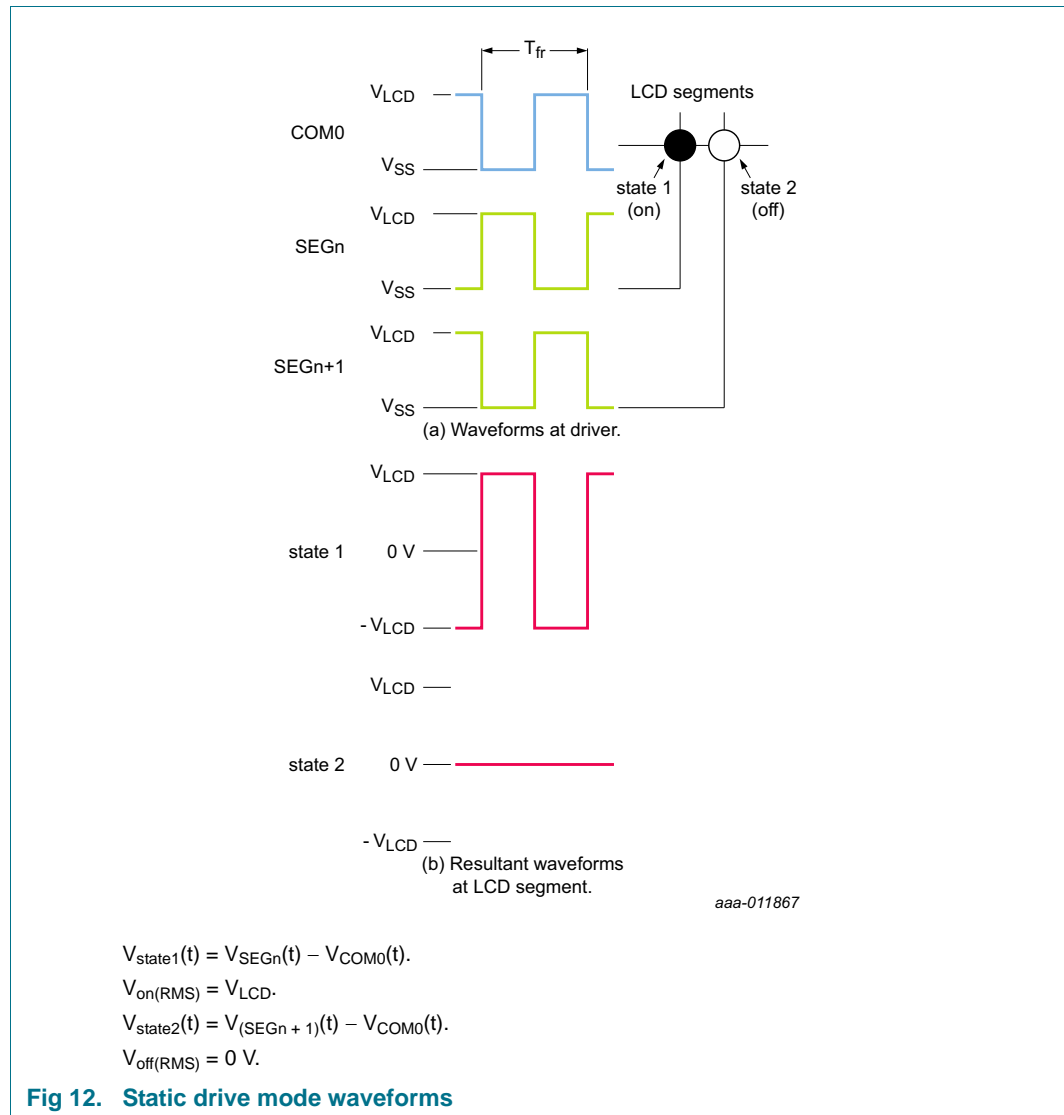 T_fr
V_LCD
LCD segments
COM0
V_SS
state 1
(on)
state 2
(off)
V_LCD
SEGn
V_SS
V_LCD
SEGn+1
V_SS
(a) Waveforms at driver.
V_LCD
state 1 0 V
- V_LCD
V_LCD
state 2 0 V
- V_LCD
(b) Resultant waveforms
at LCD segment.
aaa-011867
V_state1(t) = V_SEGn(t) − V_COM0(t).
V_on(RMS) = V_LCD.
V_state2(t) = V_(SEGn + 1)(t) − V_COM0(t).
V_off(RMS) = 0 V.
Fig 12. Static drive mode waveforms